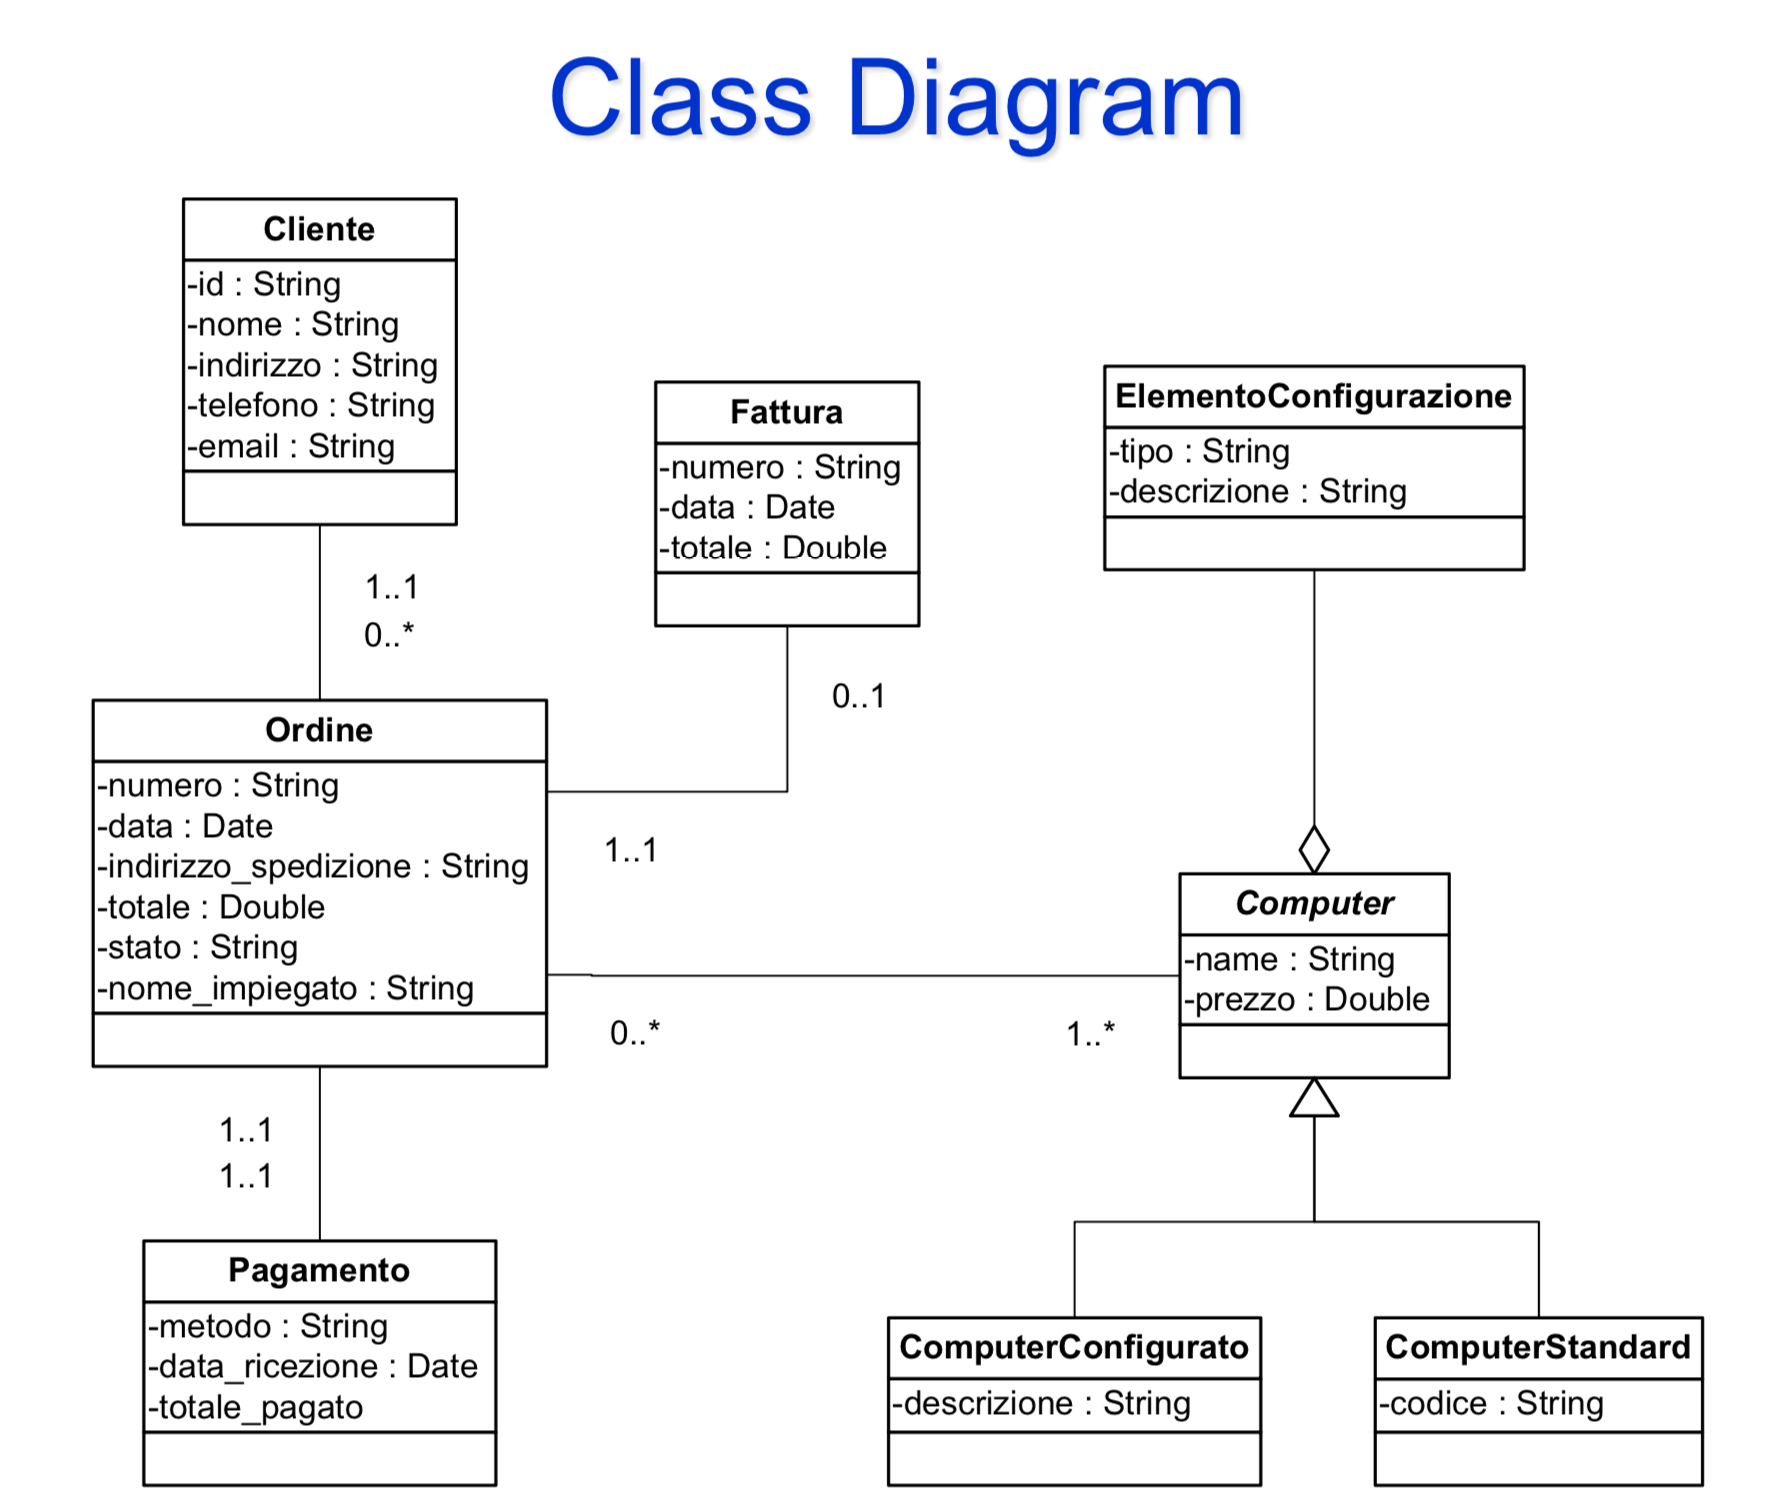 Class Diagram
Cliente
-id : String
-nome : String
-indirizzo : String
-telefono : String
-email : String
1..1
0..*
Fattura
-numero : String
-data : Date
-totale : Double
0..1
1..1
ElementoConfigurazione
-tipo : String
-descrizione : String
Ordine
-numero : String
-data : Date
-indirizzo_spedizione : String
-totale : Double
-stato : String
-nome_impiegato : String
0..*
1..*
Computer
-name : String
-prezzo : Double
1..1
1..1
Pagamento
-metodo : String
-data_ricezione : Date
-totale_pagato
ComputerConfigurato
-descrizione : String
ComputerStandard
-codice : String